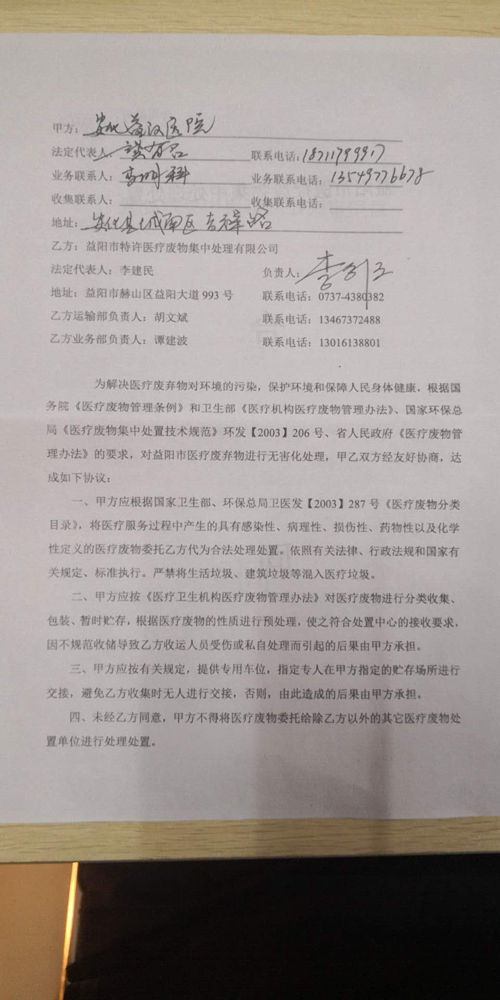 甲方：安化 医院
法定代表人： 联系电话：18711799917
业务联系人：李明科 业务联系电话：13549776678
收集联系人： 收集联系电话：
地址：安化县城南区吉祥路
乙方：益阳市特许医疗废物集中处理有限公司
法定代表人：李建民 负责人：李
地址：益阳市赫山区益阳大道 993 号 联系电话：0737-4380382
乙方运输部负责人：胡文斌 联系电话：13467372488
乙方业务部负责人：谭建波 联系电话：13016138801
为解决医疗废弃物对环境的污染，保护环境和保障人民身体健康，根据国
务院《医疗废物管理条例》和卫生部《医疗机构医疗废物管理办法》、国家环保总
局《医疗废物集中处置技术规范》环发【2003】206 号、省人民政府《医疗废物管
理办法》的要求，对益阳市医疗废弃物进行无害化处理，甲乙双方经友好协商，达
成如下协议：
一、甲方应根据国家卫生部、环保总局卫医发【2003】287 号《医疗废物分类
目录》，将医疗服务过程中产生的具有感染性、病理性、损伤性、药物性以及化学
性定义的医疗废物委托乙方代为合法处理处置。依照有关法律、行政法规和国家有
关规定、标准执行。严禁将生活垃圾、建筑垃圾等混入医疗垃圾。
二、甲方应按《医疗卫生机构医疗废物管理办法》对医疗废物进行分类收集、
包装、暂时贮存，根据医疗废物的性质进行预处理，使之符合处置中心的接收要求，
因不规范收储导致乙方收运人员受伤或私自处理而引起的后果由甲方承担。
三、甲方应按有关规定，提供专用车位，指定专人在甲方指定的贮存场所进行
交接，避免乙方收集时无人进行交接，否则，由此造成的后果由甲方承担。
四、未经乙方同意，甲方不得将医疗废物委托给除乙方以外的其它医疗废物处
置单位进行处理处置。